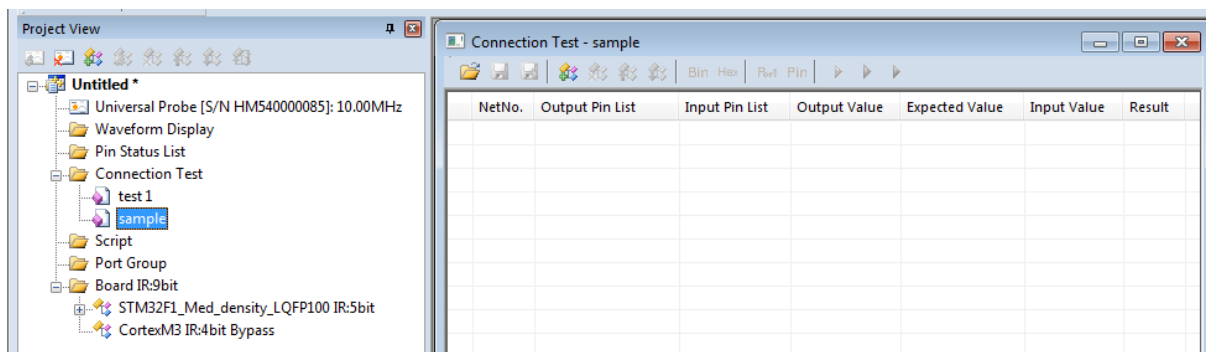 Project View
Untitled *
Universal Probe [S/N HM540000085]: 10.00MHz
Waveform Display
Pin Status List
Connection Test
test 1
sample
Script
Port Group
Board IR:9bit
STM32F1_Med_density_LQFP100 IR:5bit
CortexM3 IR:4bit Bypass
Connection Test - sample
Bin Hex Port Pin
NetNo. Output Pin List Input Pin List Output Value Expected Value Input Value Result